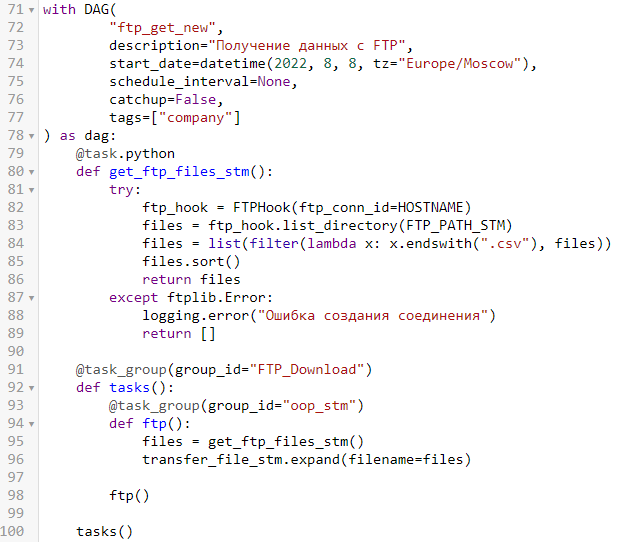 71 with DAG(
72         "ftp_get_new",
73         description="Получение данных с FTP",
74         start_date=datetime(2022, 8, 8, tz="Europe/Moscow"),
75         schedule_interval=None,
76         catchup=False,
77         tags=["company"]
78 ) as dag:
79     @task.python
80     def get_ftp_files_stm():
81         try:
82             ftp_hook = FTPHook(ftp_conn_id=HOSTNAME)
83             files = ftp_hook.list_directory(FTP_PATH_STM)
84             files = list(filter(lambda x: x.endswith(".csv"), files))
85             files.sort()
86             return files
87         except ftplib.Error:
88             logging.error("Ошибка создания соединения")
89             return []
90
91     @task_group(group_id="FTP_Download")
92     def tasks():
93         @task_group(group_id="oop_stm")
94         def ftp():
95             files = get_ftp_files_stm()
96             transfer_file_stm.expand(filename=files)
97
98         ftp()
99
100     tasks()